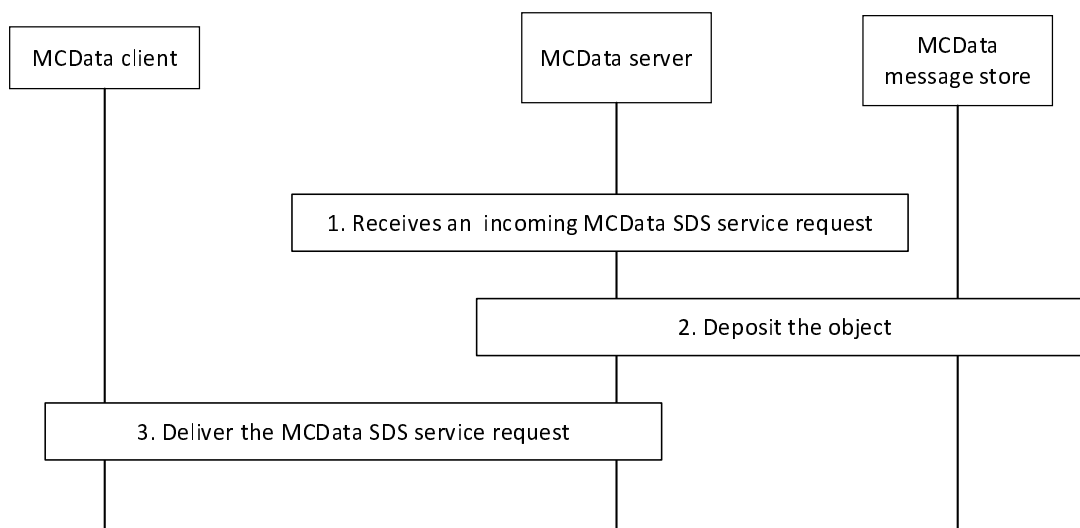 MCData client
MCData server
MCData
message store
1. Receives an incoming MCData SDS service request
2. Deposit the object
3. Deliver the MCData SDS service request